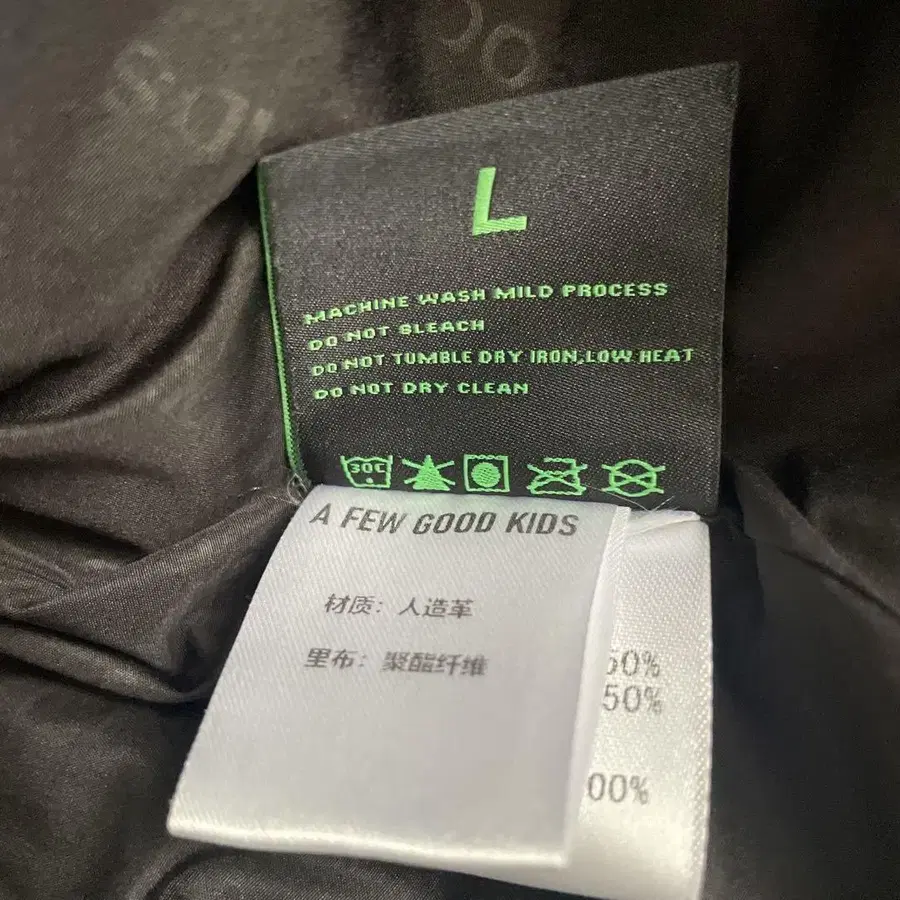 L
MACHINE WASH MILD PROCESS
DO NOT BLEACH
DO NOT TUMBLE DRY IRON,LOW HEAT
DO NOT DRY CLEAN
30C
A FEW GOOD KIDS
材质：人造革
里布：聚酯纤维
50%
50%
00%